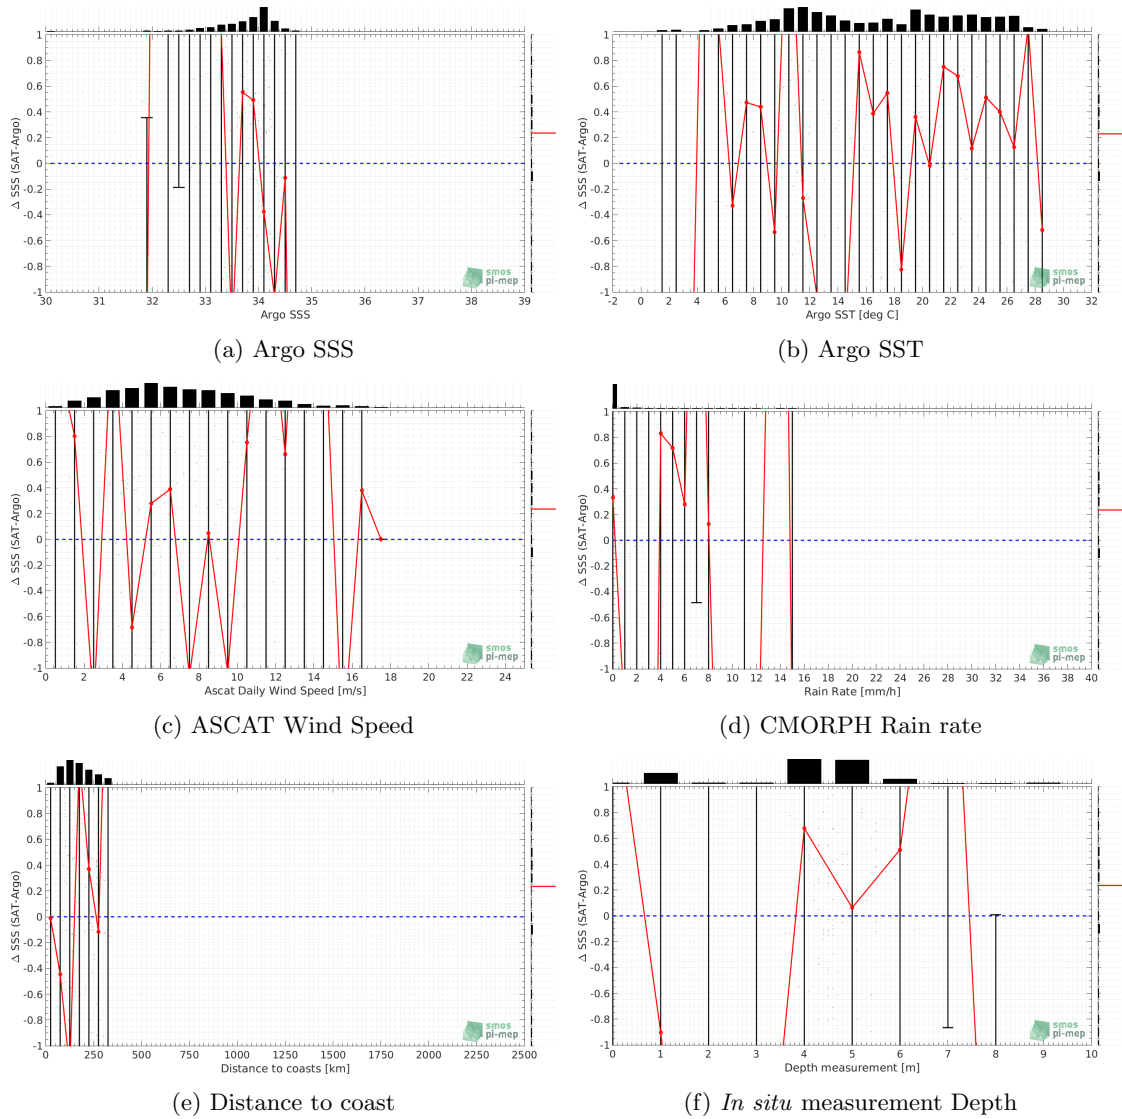 1
0.8
0.6
0.4
0.2
0
-0.2
-0.4
-0.6
-0.8
-1
Δ SSS (SAT-Argo)
30 31 32 33 34 35 36 37 38 39
Argo SSS
smos
pi-mep
(a) Argo SSS
1
0.8
0.6
0.4
0.2
0
-0.2
-0.4
-0.6
-0.8
-1
Δ SSS (SAT-Argo)
-2 0 2 4 6 8 10 12 14 16 18 20 22 24 26 28 30 32
Argo SST [deg C]
smos
pi-mep
(b) Argo SST
1
0.8
0.6
0.4
0.2
0
-0.2
-0.4
-0.6
-0.8
-1
Δ SSS (SAT-Argo)
0 2 4 6 8 10 12 14 16 18 20 22 24
Ascat Daily Wind Speed [m/s]
smos
pi-mep
(c) ASCAT Wind Speed
1
0.8
0.6
0.4
0.2
0
-0.2
-0.4
-0.6
-0.8
-1
Δ SSS (SAT-Argo)
0 2 4 6 8 10 12 14 16 18 20 22 24 26 28 30 32 34 36 38 40
Rain Rate [mm/h]
smos
pi-mep
(d) CMORPH Rain rate
1
0.8
0.6
0.4
0.2
0
-0.2
-0.4
-0.6
-0.8
-1
Δ SSS (SAT-Argo)
0 250 500 750 1000 1250 1500 1750 2000 2250 2500
Distance to coasts [km]
smos
pi-mep
(e) Distance to coast
1
0.8
0.6
0.4
0.2
0
-0.2
-0.4
-0.6
-0.8
-1
Δ SSS (SAT-Argo)
0 1 2 3 4 5 6 7 8 9 10
Depth measurement [m]
smos
pi-mep
(f) In situ measurement Depth